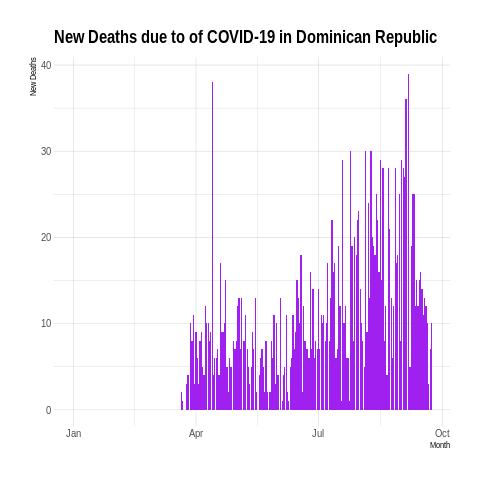 New Deaths due to of COVID-19 in Dominican Republic
New Deaths
40
30
20
10
0
Jan Apr Jul Oct
Month